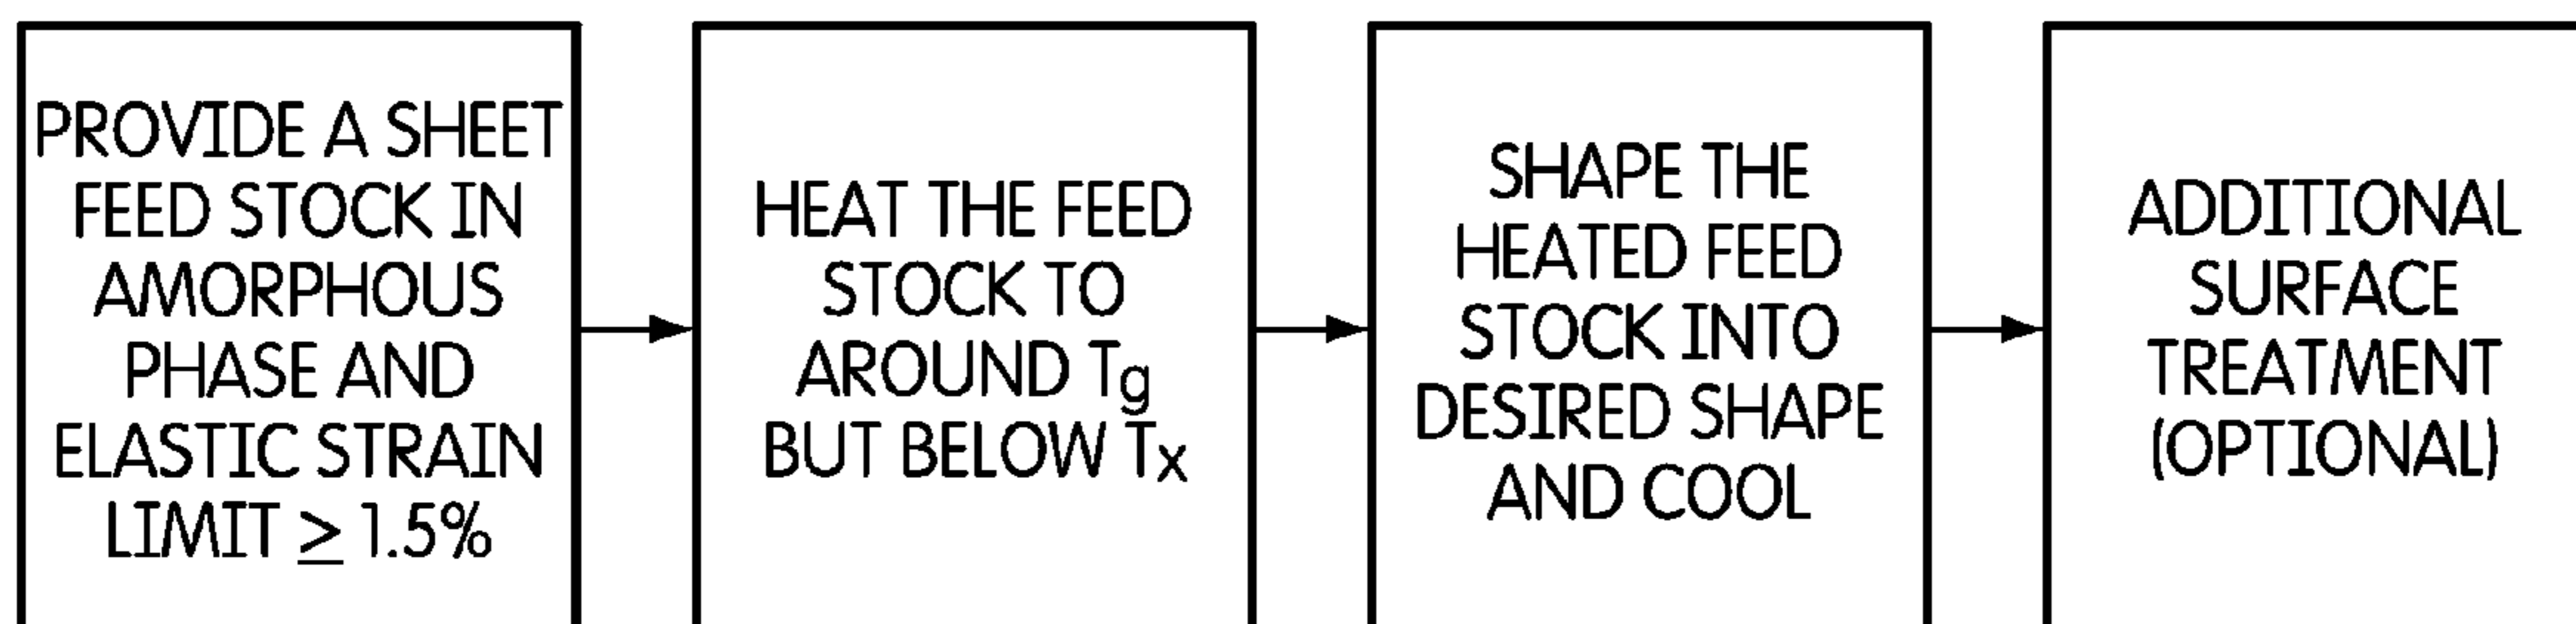 PROVIDE A SHEET
FEED STOCK IN
AMORPHOUS
PHASE AND
ELASTIC STRAIN
LIMIT ≥ 1.5%
HEAT THE FEED
STOCK TO
AROUND Tg
BUT BELOW Tx
SHAPE THE
HEATED FEED
STOCK INTO
DESIRED SHAPE
AND COOL
ADDITIONAL
SURFACE
TREATMENT
(OPTIONAL)